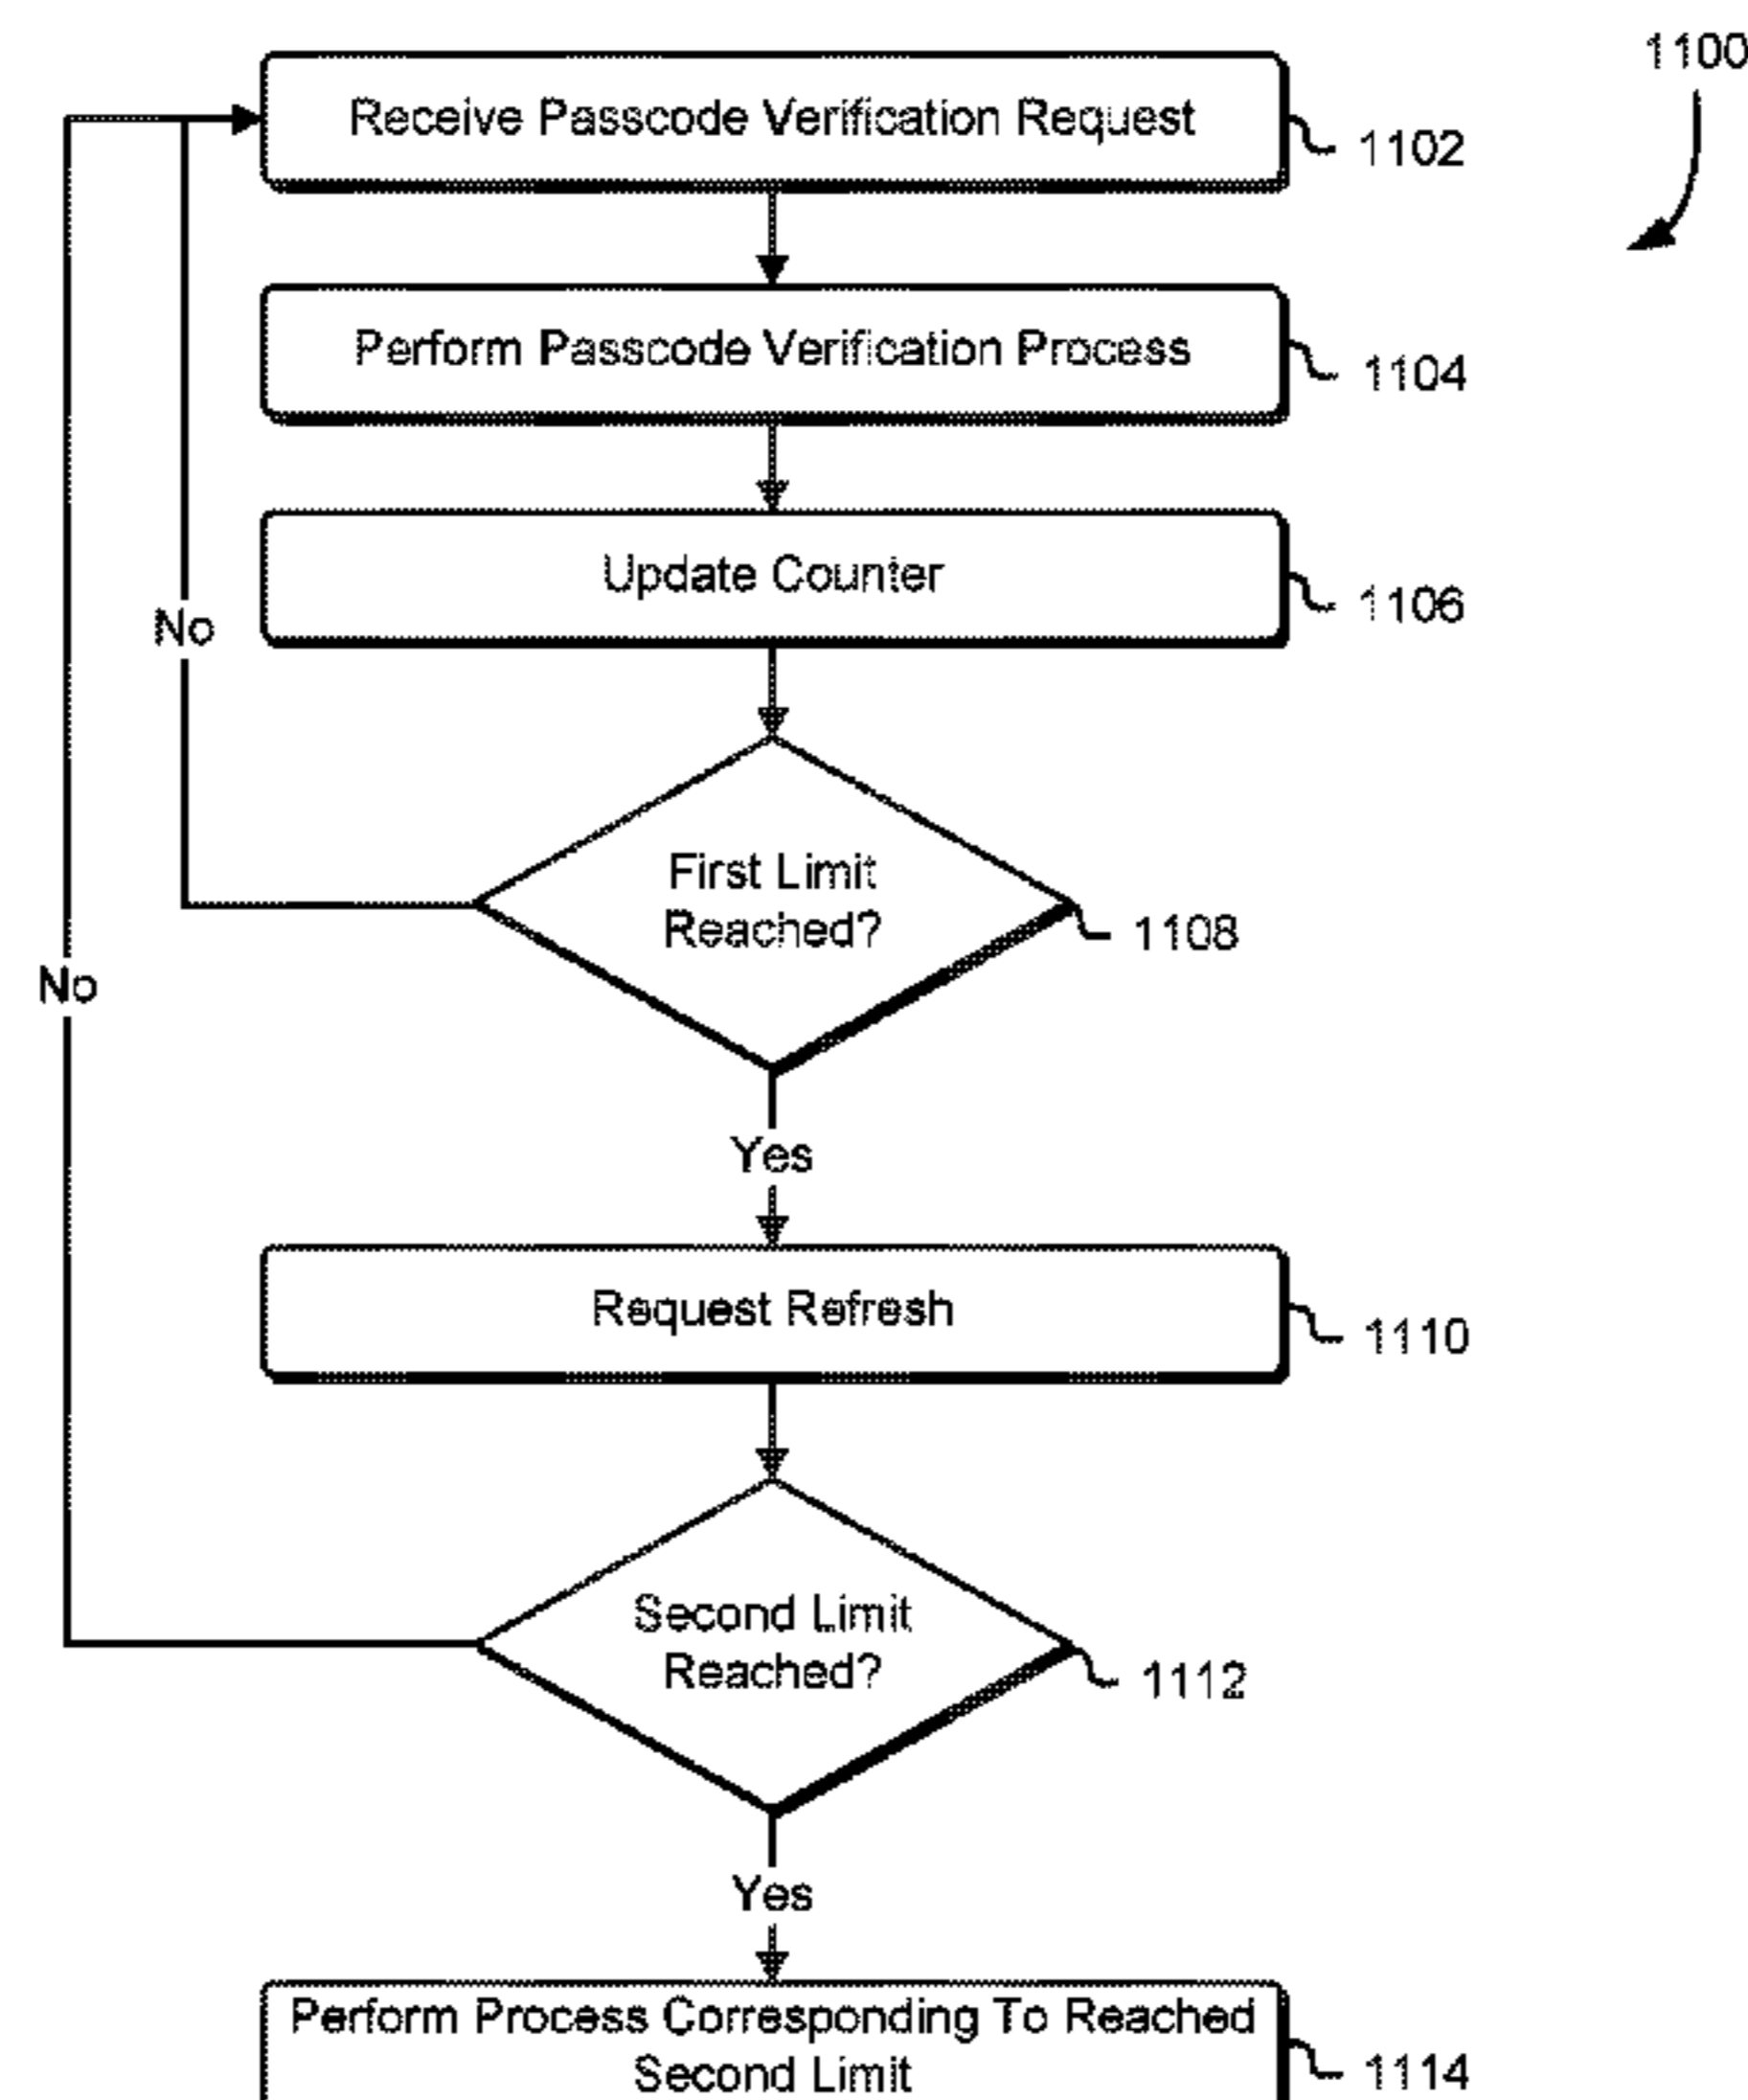 1100
Receive Passcode Verification Request
1102
Perform Passcode Verification Process
1104
Update Counter
1106
No
First Limit
Reached?
1108
No
Yes
Request Refresh
1110
Second Limit
Reached?
1112
Yes
Perform Process Corresponding To Reached
Second Limit
1114